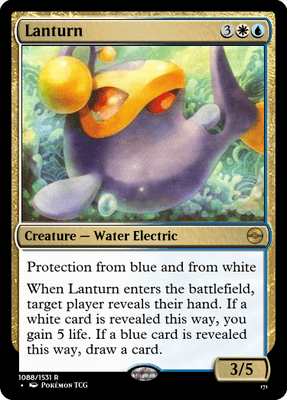 Lanturn 3
Creature — Water Electric
Protection from blue and from white
When Lanturn enters the battlefield,
target player reveals their hand. If a
white card is revealed this way, you
gain 5 life. If a blue card is revealed
this way, draw a card.
3/5
1088/1531 R
• Pokémon TCG